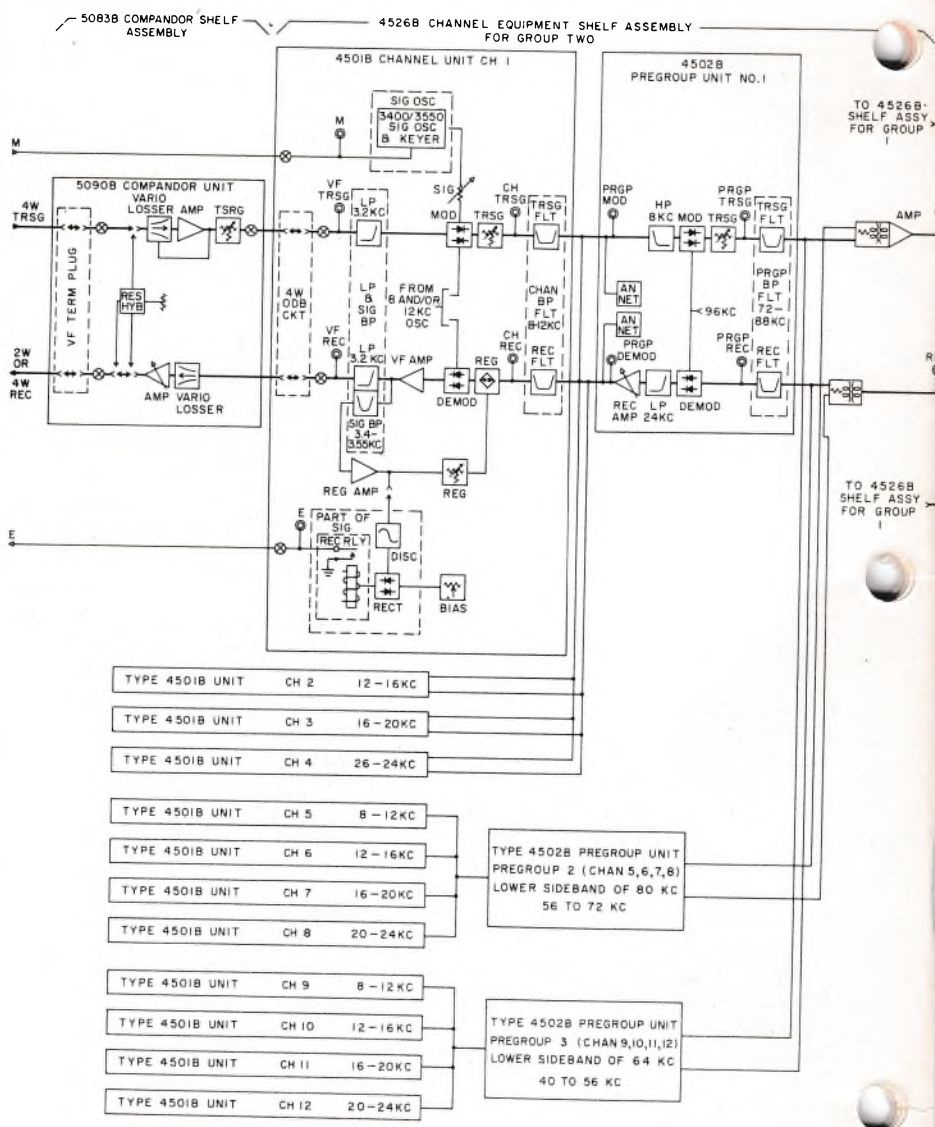 5083B COMPANDOR SHELF
ASSEMBLY
4526B CHANNEL EQUIPMENT SHELF ASSEMBLY
FOR GROUP TWO
4501B CHANNEL UNIT CH 1
4502B
PREGROUP UNIT NO.1
TO 4526B-
SHELF ASSY
FOR GROUP
1
SIG OSC
3400/3550
SIG OSC
& KEYER
M
M
5090B COMPANDOR UNIT
4W
TRSG
VARIO
LOSSER
AMP
TSRG
VF
TRSG
LP
3.2KC
SIG
MOD
TRSG
CH
TRSG
TRSG
FLT
PRGP
MOD
HP
8KC
MOD
TRSG
PRGP
TRSG
TRSG
FLT
AMP
VF TERM PLUG
RES
HYB
4W
ODB
CKT
LP
&
SIG
BP
FROM
8 AND/OR
12KC
OSC
CHAN
BP
FLT
8-12KC
AN
NET
AN
NET
96KC
PRGP
BP
FLT
72-
88KC
2W
OR
4W
REC
AMP
VARIO
LOSSER
VF
REC
LP
3.2KC
VF AMP
DEMOD
REG
CH
REC
REC
FLT
PRGP
DEMOD
REC
AMP
LP
24KC
DEMOD
PRGP
REC
REC
FLT
R
SIG BP
3.4-
3.55KC
REG AMP
REG
TO 4526B
SHELF ASSY
FOR GROUP
1
E
E
PART OF
SIG
REC RLY
DISC
RECT
BIAS
TYPE 4501B UNIT CH 2 12-16KC
TYPE 4501B UNIT CH 3 16-20KC
TYPE 4501B UNIT CH 4 26-24KC
TYPE 4501B UNIT CH 5 8-12KC
TYPE 4501B UNIT CH 6 12-16KC
TYPE 4501B UNIT CH 7 16-20KC
TYPE 4501B UNIT CH 8 20-24KC
TYPE 4502B PREGROUP UNIT
PREGROUP 2 (CHAN 5,6,7,8)
LOWER SIDEBAND OF 80 KC
56 TO 72 KC
TYPE 4501B UNIT CH 9 8-12KC
TYPE 4501B UNIT CH 10 12-16KC
TYPE 4501B UNIT CH 11 16-20KC
TYPE 4501B UNIT CH 12 20-24KC
TYPE 4502B PREGROUP UNIT
PREGROUP 3 (CHAN 9,10,11,12)
LOWER SIDEBAND OF 64 KC
40 TO 56 KC